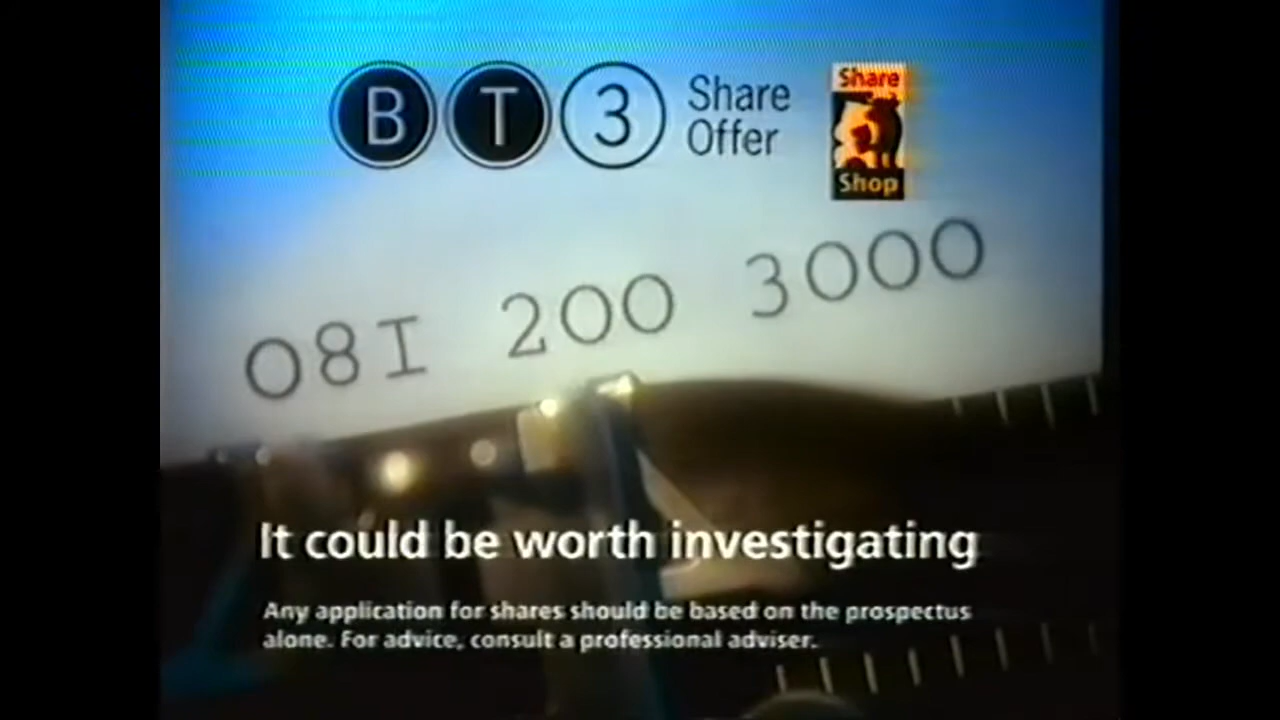 B T 3 Share
Offer
Share
Shop
08I 200 3000
It could be worth investigating
Any application for shares should be based on the prospectus
alone. For advice, consult a professional adviser.